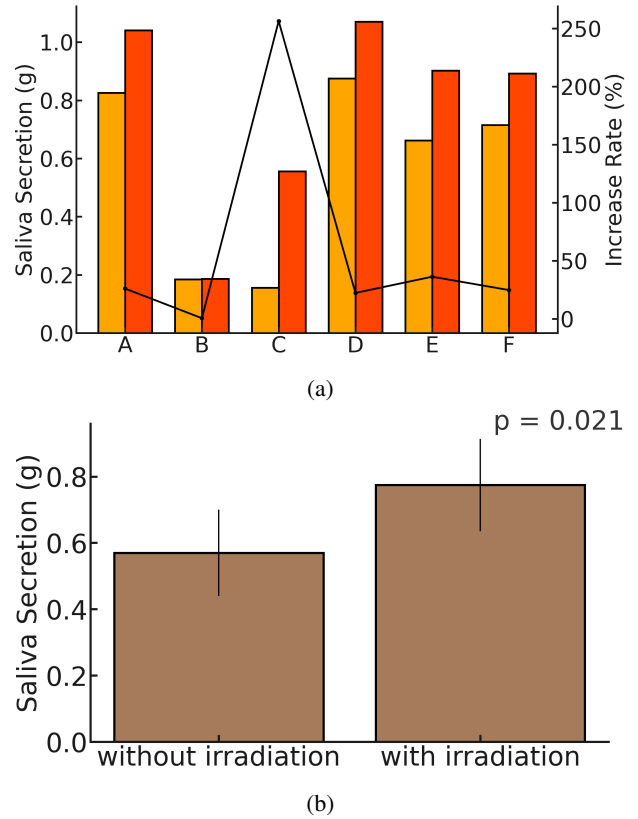 Saliva Secretion (g)
1.0
0.8
0.6
0.4
0.2
0.0
A B C D E F
250
200
150
100
50
0
Increase Rate (%)
(a)
p = 0.021
Saliva Secretion (g)
0.8
0.6
0.4
0.2
0.0
without irradiation with irradiation
(b)